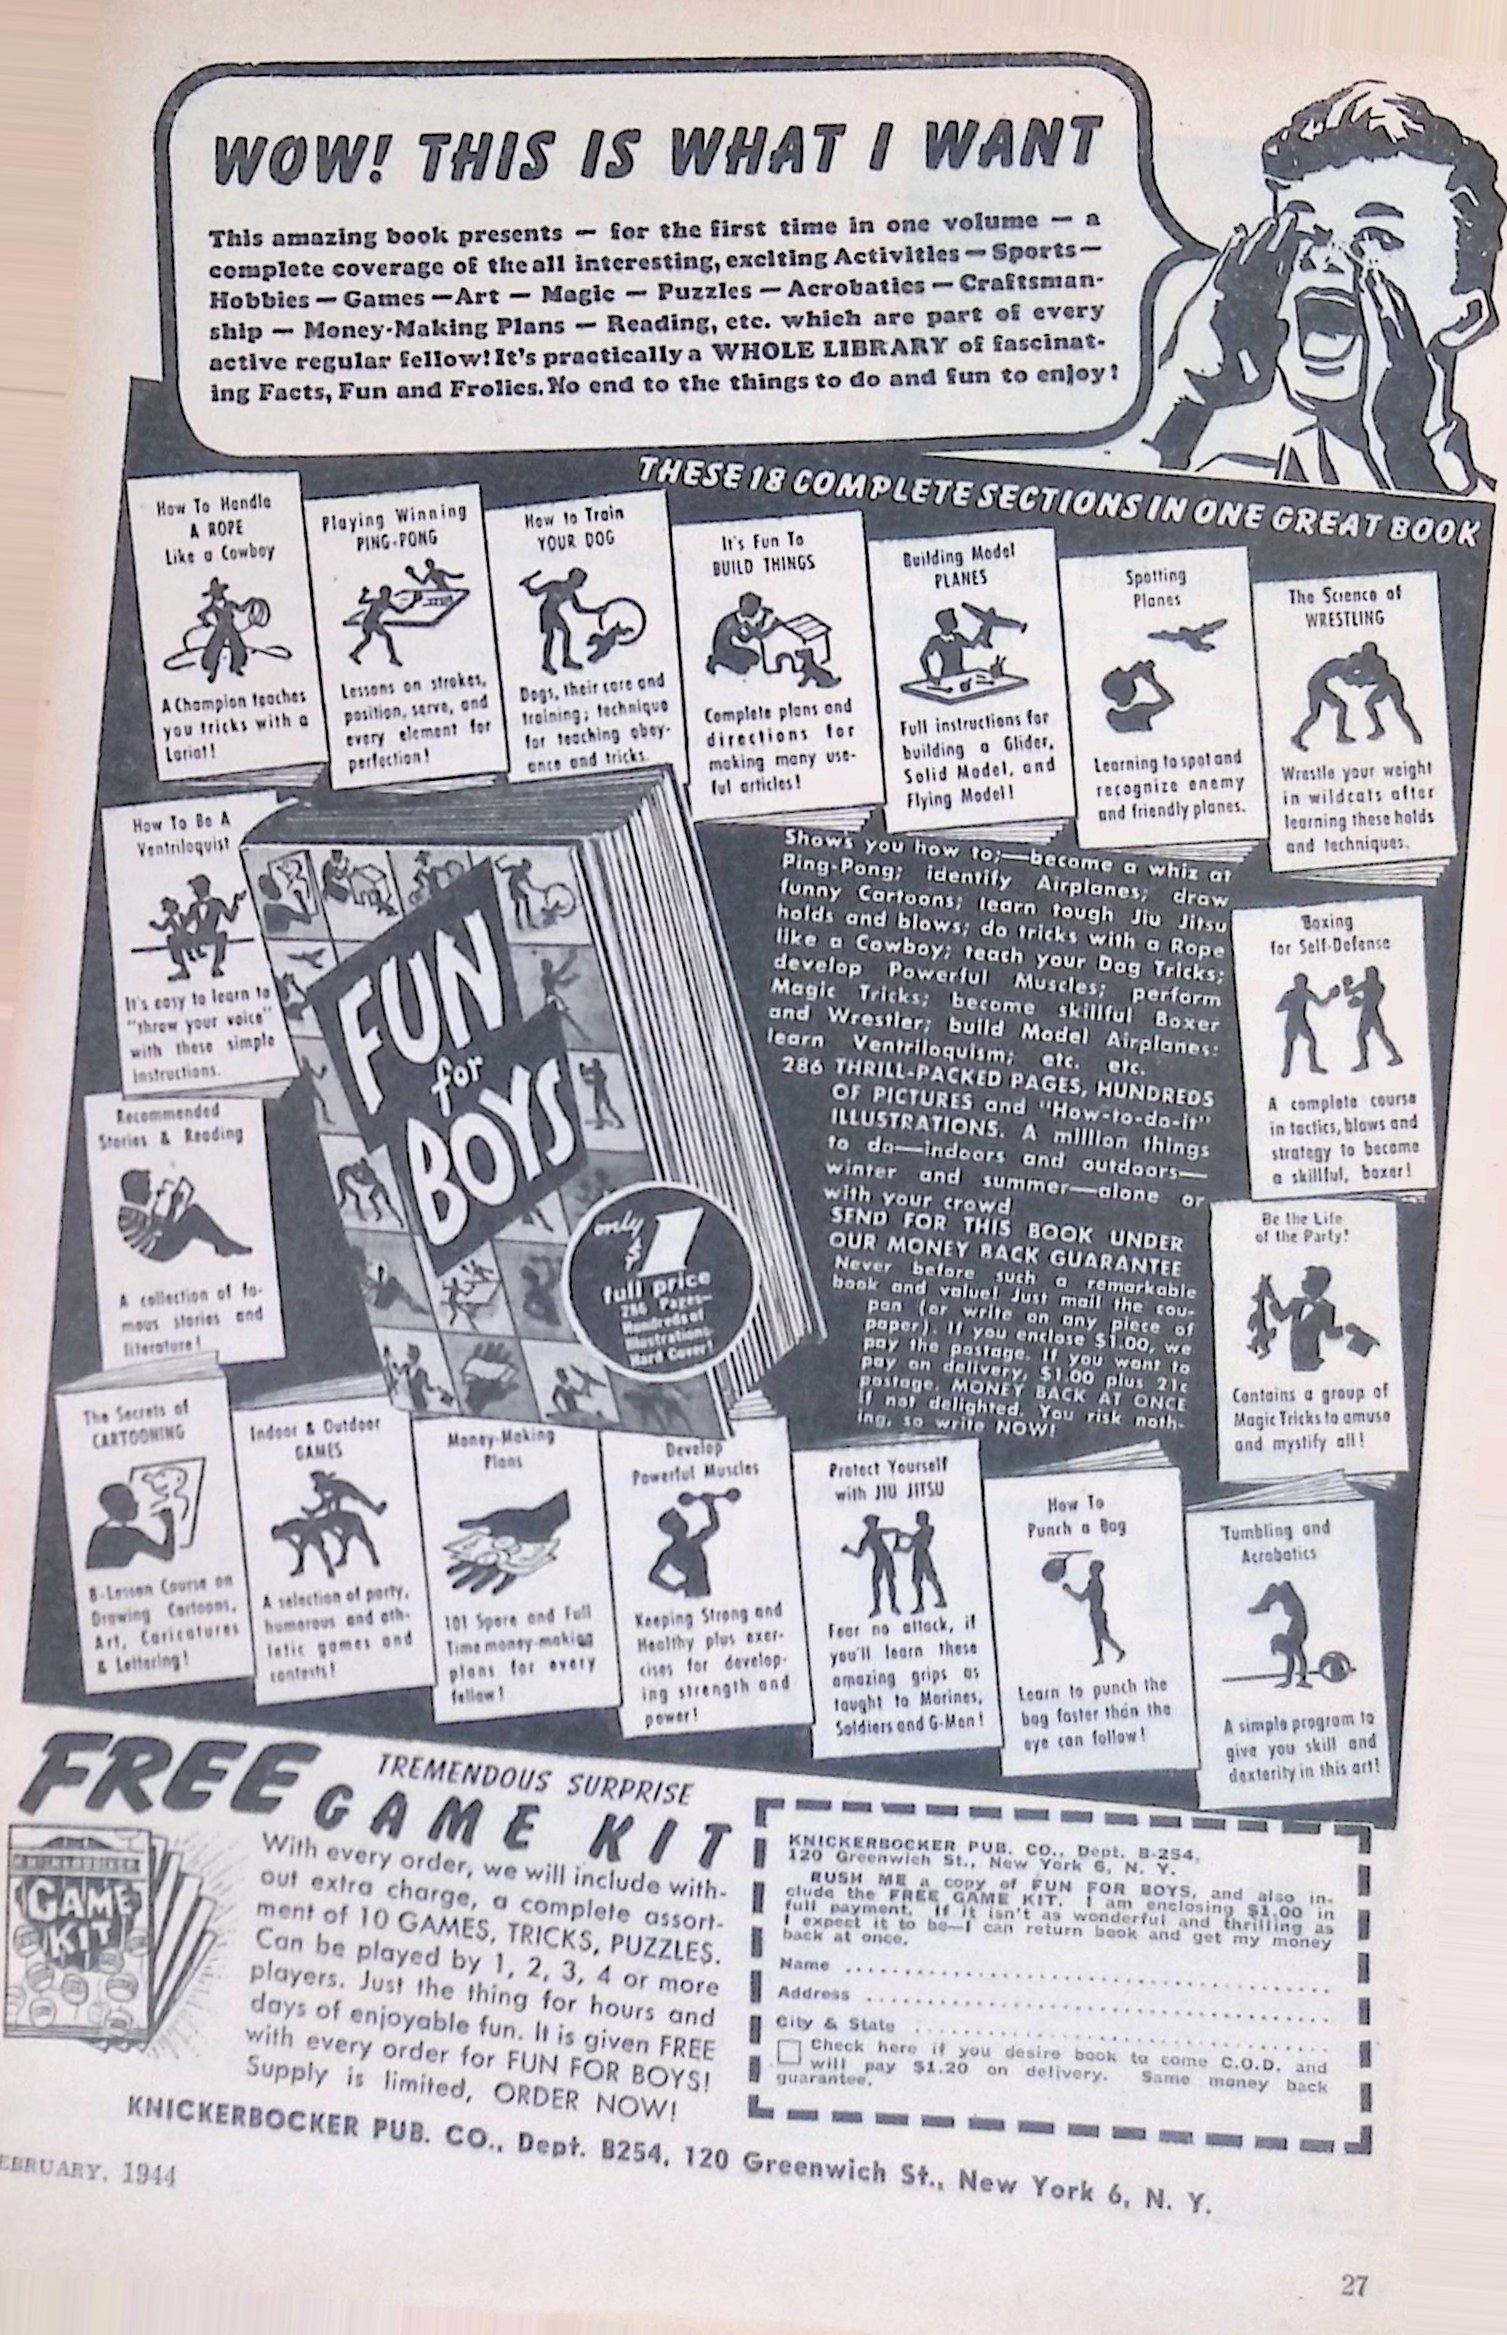 WOW! THIS IS WHAT I WANT
This amazing book presents — for the first time in one volume — a
complete coverage of the all interesting, exciting Activities — Sports —
Hobbies — Games — Art — Magic — Puzzles — Acrobatics — Craftsman-
ship — Money-Making Plans — Reading, etc. which are part of every
active regular fellow! It's practically a WHOLE LIBRARY of fascinat-
ing Facts, Fun and Frolics. No end to the things to do and fun to enjoy!
THESE 18 COMPLETE SECTIONS IN ONE GREAT BOOK
How To Handle
A ROPE
Like a Cowboy
A Champion teaches
you tricks with a
Lariat!
Playing Winning
PING-PONG
Lessons on strokes,
position, serve, and
every element for
perfection!
How to Train
YOUR DOG
Dogs, their care and
training; technique
for teaching obey-
ance and tricks.
It's Fun To
BUILD THINGS
Complete plans and
directions for
making many use-
ful articles!
Building Model
PLANES
Full instructions for
building a Glider,
Solid Model, and
Flying Model!
Spotting
Planes
Learning to spot and
recognize enemy
and friendly planes.
The Science of
WRESTLING
Wrestle your weight
in wildcats after
learning these holds
and techniques.
How To Be A
Ventriloquist
It's easy to learn to
"throw your voice"
with these simple
instructions.
FUN
for
BOYS
only
$1
full price
286 Pages—
Hundreds of
Illustrations
Hard Cover!
Shows you how to;—become a whiz at
Ping-Pong; identify Airplanes; draw
funny Cartoons; learn tough Jiu Jitsu
holds and blows; do tricks with a Rope
like a Cowboy; teach your Dog Tricks;
develop Powerful Muscles; perform
Magic Tricks; become skillful Boxer
and Wrestler; build Model Airplanes;
learn Ventriloquism; etc. etc.
286 THRILL-PACKED PAGES, HUNDREDS
OF PICTURES and "How-to-do-it"
ILLUSTRATIONS. A million things
to do—indoors and outdoors—
winter and summer—alone or
with your crowd
SEND FOR THIS BOOK UNDER
OUR MONEY BACK GUARANTEE
Never before such a remarkable
book and value! Just mail the cou-
pon (or write on any piece of
paper). If you enclose $1.00, we
pay the postage. If you want to
pay on delivery, $1.00 plus 21c
postage. MONEY BACK AT ONCE
if not delighted. You risk noth-
ing, so write NOW!
Boxing
for Self-Defense
A complete course
in tactics, blows and
strategy to become
a skillful, boxer!
Recommended
Stories & Reading
A collection of fa-
mous stories and
literature!
Be the Life
of the Party!
Contains a group of
Magic Tricks to amuse
and mystify all!
The Secrets of
CARTOONING
8-Lesson Course on
Drawing Cartoons,
Art, Caricatures
& Lettering!
Indoor & Outdoor
GAMES
A selection of party,
humorous and ath-
letic games and
contests!
Money-Making
Plans
101 Spare and Full
Time money-making
plans for every
fellow!
Develop
Powerful Muscles
Keeping Strong and
Healthy plus exer-
cises for develop-
ing strength and
power!
Protect Yourself
with JIU JITSU
Fear no attack, if
you'll learn these
amazing grips as
taught to Marines,
Soldiers and G-Men!
How To
Punch a Bag
Learn to punch the
bag faster than the
eye can follow!
Tumbling and
Acrobatics
A simple program to
give you skill and
dexterity in this art!
FREE TREMENDOUS SURPRISE
GAME KIT
KNICKERBOCKER
GAME
KIT
With every order, we will include with-
out extra charge, a complete assort-
ment of 10 GAMES, TRICKS, PUZZLES.
Can be played by 1, 2, 3, 4 or more
players. Just the thing for hours and
days of enjoyable fun. It is given FREE
with every order for FUN FOR BOYS!
Supply is limited, ORDER NOW!
KNICKERBOCKER PUB. CO., Dept. B-254,
120 Greenwich St., New York 6, N. Y.
RUSH ME a copy of FUN FOR BOYS, and also in-
clude the FREE GAME KIT. I am enclosing $1.00 in
full payment. If it isn't as wonderful and thrilling as
I expect it to be—I can return book and get my money
back at once.
Name
Address
City & State
Check here if you desire book to come C.O.D. and
will pay $1.20 on delivery. Same money back
guarantee.
KNICKERBOCKER PUB. CO., Dept. B254, 120 Greenwich St., New York 6, N. Y.
EBRUARY, 1944
27